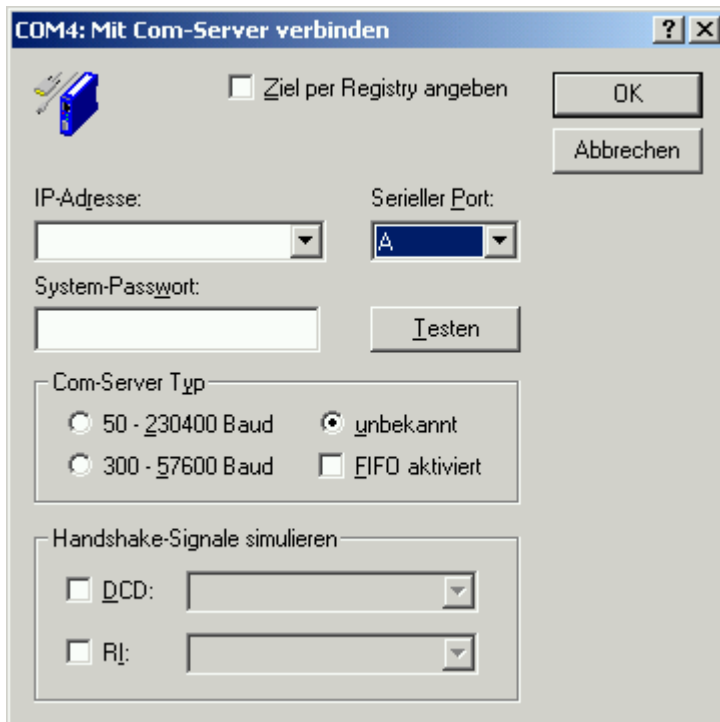 COM4: Mit Com-Server verbinden
Ziel per Registry angeben
OK
Abbrechen
IP-Adresse:
Serieller Port:
A
System-Passwort:
Testen
Com-Server Typ
50 - 230400 Baud
unbekannt
300 - 57600 Baud
FIFO aktiviert
Handshake-Signale simulieren
DCD:
RI: